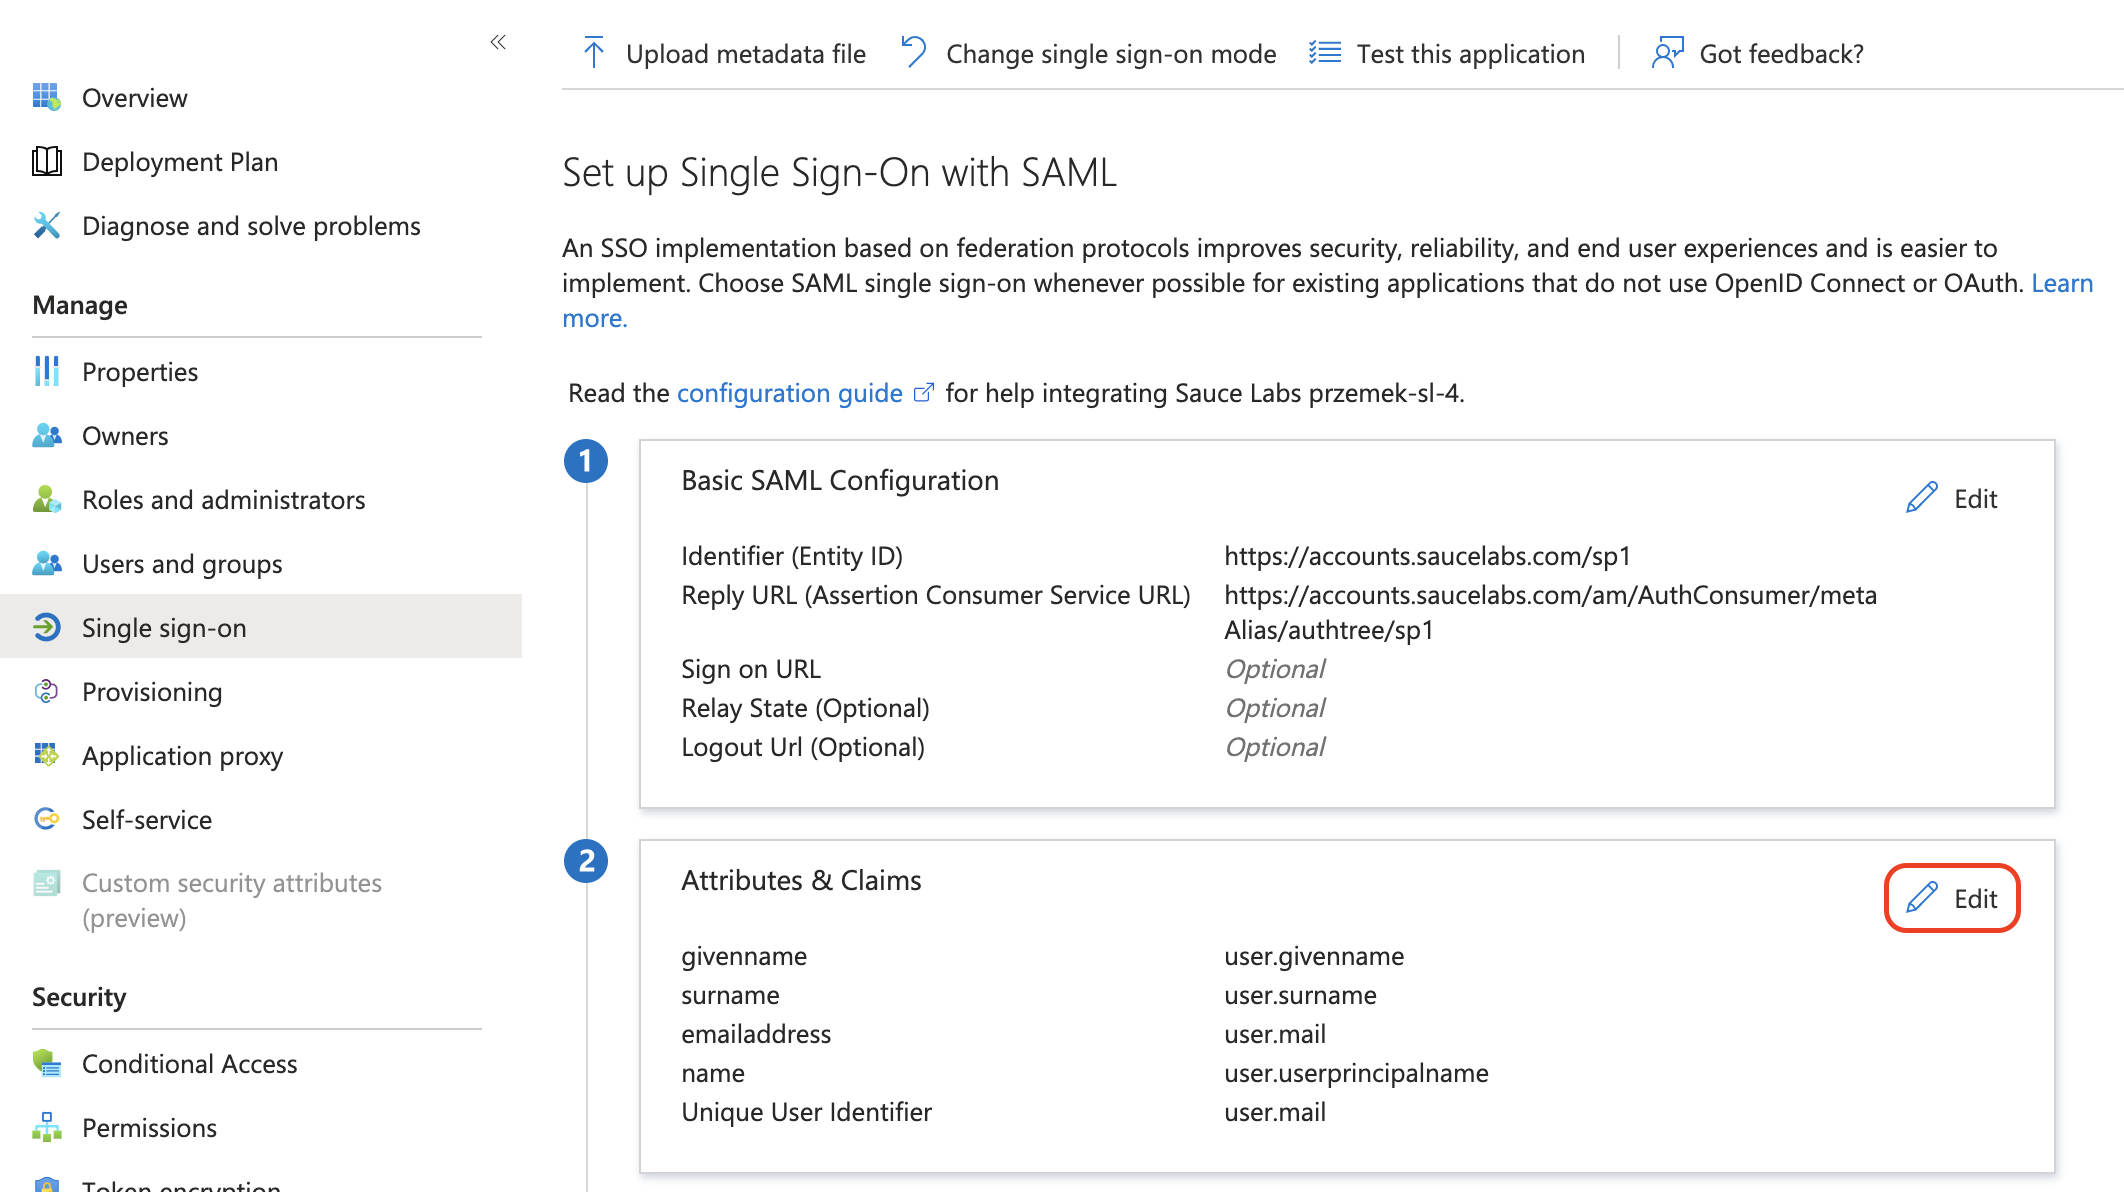 Overview
Deployment Plan
Diagnose and solve problems
Manage
Properties
Owners
Roles and administrators
Users and groups
Single sign-on
Provisioning
Application proxy
Self-service
Custom security attributes
(preview)
Security
Conditional Access
Permissions
Token encryption
Upload metadata file
Change single sign-on mode
Test this application
Got feedback?
Set up Single Sign-On with SAML
An SSO implementation based on federation protocols improves security, reliability, and end user experiences and is easier to
implement. Choose SAML single sign-on whenever possible for existing applications that do not use OpenID Connect or OAuth. Learn
more.
Read the configuration guide for help integrating Sauce Labs przemek-sl-4.
1
Basic SAML Configuration
Edit
Identifier (Entity ID) https://accounts.saucelabs.com/sp1
Reply URL (Assertion Consumer Service URL) https://accounts.saucelabs.com/am/AuthConsumer/meta
Alias/authtree/sp1
Sign on URL Optional
Relay State (Optional) Optional
Logout Url (Optional) Optional
2
Attributes & Claims
Edit
givenname user.givenname
surname user.surname
emailaddress user.mail
name user.userprincipalname
Unique User Identifier user.mail